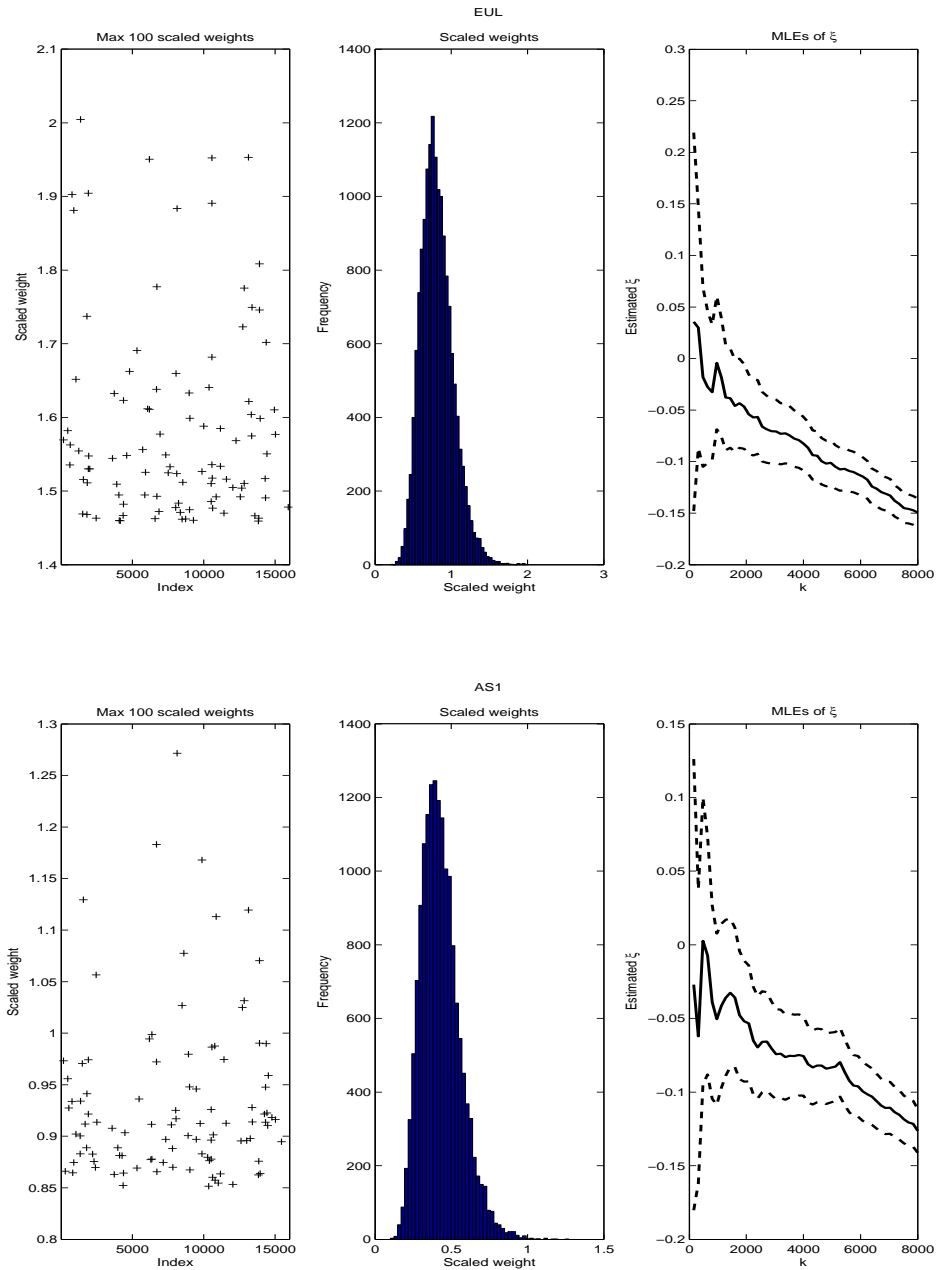 EUL
Max 100 scaled weights
2.1
2
1.9
1.8
1.7
1.6
1.5
1.4
Scaled weight
5000 10000 15000
Index
Scaled weights
1400
1200
1000
800
600
400
200
0
Frequency
0 1 2 3
Scaled weight
MLEs of ξ
0.3
0.25
0.2
0.15
0.1
0.05
0
−0.05
−0.1
−0.15
−0.2
Estimated ξ
0 2000 4000 6000 8000
k
AS1
Max 100 scaled weights
1.3
1.25
1.2
1.15
1.1
1.05
1
0.95
0.9
0.85
0.8
Scaled weight
5000 10000 15000
Index
Scaled weights
1400
1200
1000
800
600
400
200
0
Frequency
0 0.5 1 1.5
Scaled weight
MLEs of ξ
0.15
0.1
0.05
0
−0.05
−0.1
−0.15
−0.2
Estimated ξ
0 2000 4000 6000 8000
k